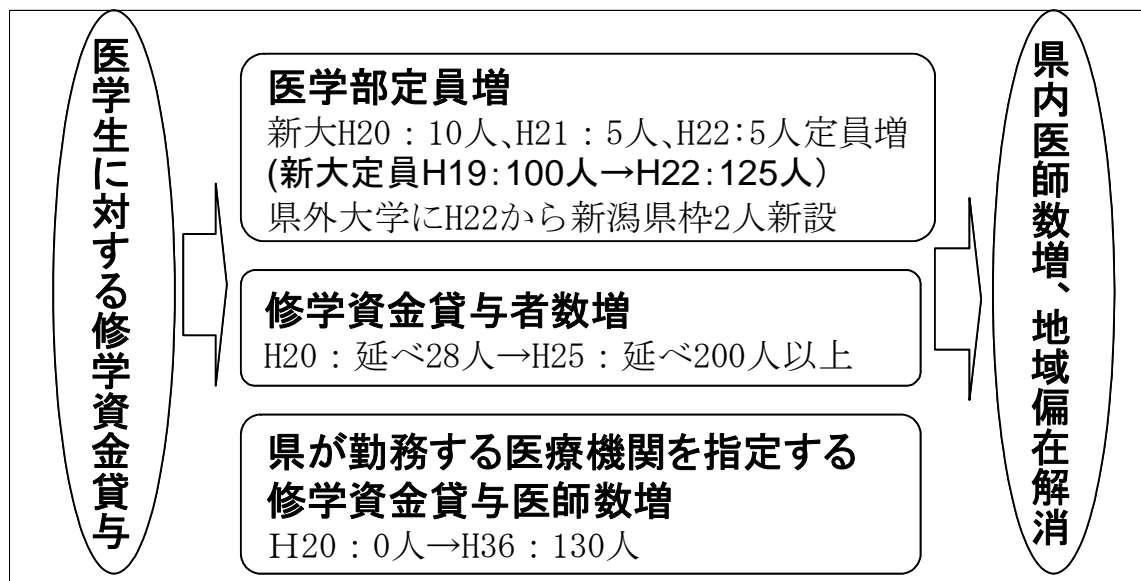 医学生に対する修学資金貸与
医学部定員増
新大H20：10人、H21：5人、H22：5人定員増
(新大定員H19：100人→H22：125人）
県外大学にH22から新潟県枠2人新設
修学資金貸与者数増
H20：延べ28人→H25：延べ200人以上
県が勤務する医療機関を指定する
修学資金貸与医師数増
Ｈ20：0人→H36：130人
県内医師数増、地域偏在解消